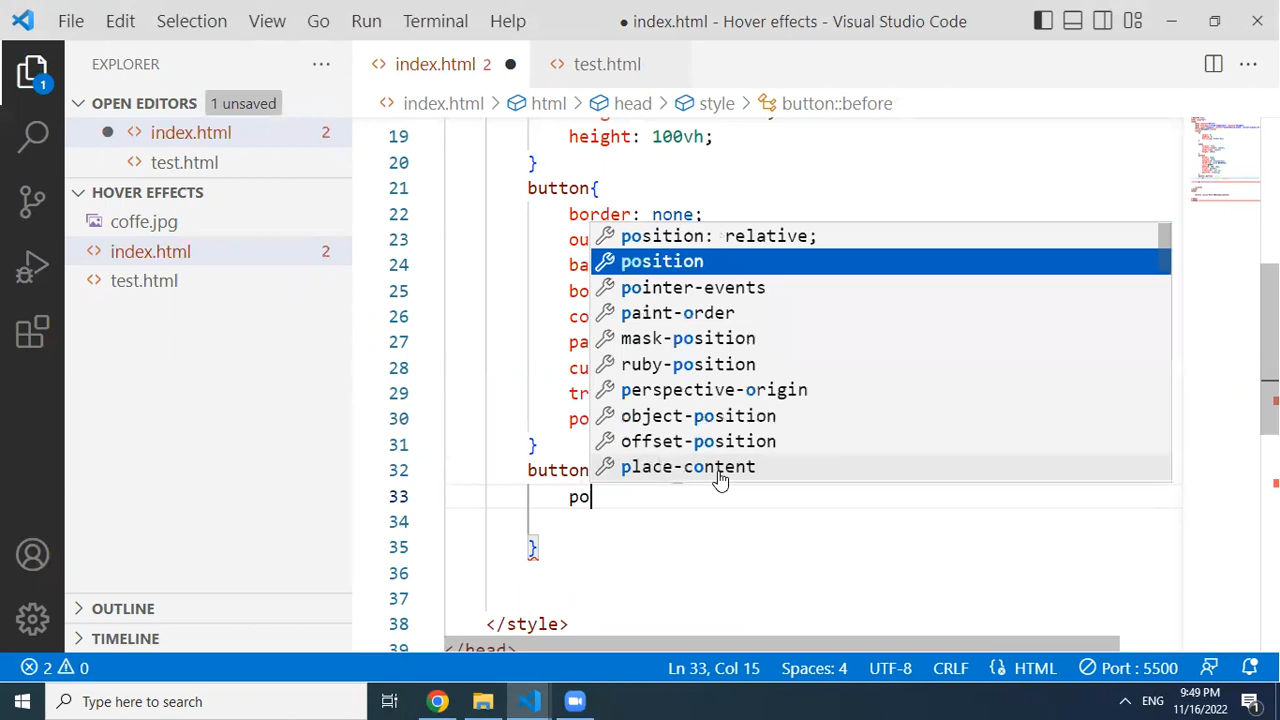 File Edit Selection View Go Run Terminal Help ● index.html - Hover effects - Visual Studio Code
EXPLORER
index.html 2
test.html
OPEN EDITORS 1 unsaved
index.html > html > head > style > button::before
index.html 2
test.html
HOVER EFFECTS
coffe.jpg
index.html 2
test.html
19 height: 100vh;
20 }
21 button{
22 border: none;
23 ou
24 ba
25 bo
26 co
27 pa
28 cu
29 tr
30 po
31 }
32 button
33 po
34
35 }
36
37
38 </style>
39 </head>
position: relative;
position
pointer-events
paint-order
mask-position
ruby-position
perspective-origin
object-position
offset-position
place-content
1
OUTLINE
TIMELINE
2 0 Ln 33, Col 15 Spaces: 4 UTF-8 CRLF HTML Port : 5500
Type here to search
ENG
9:49 PM
11/16/2022
1